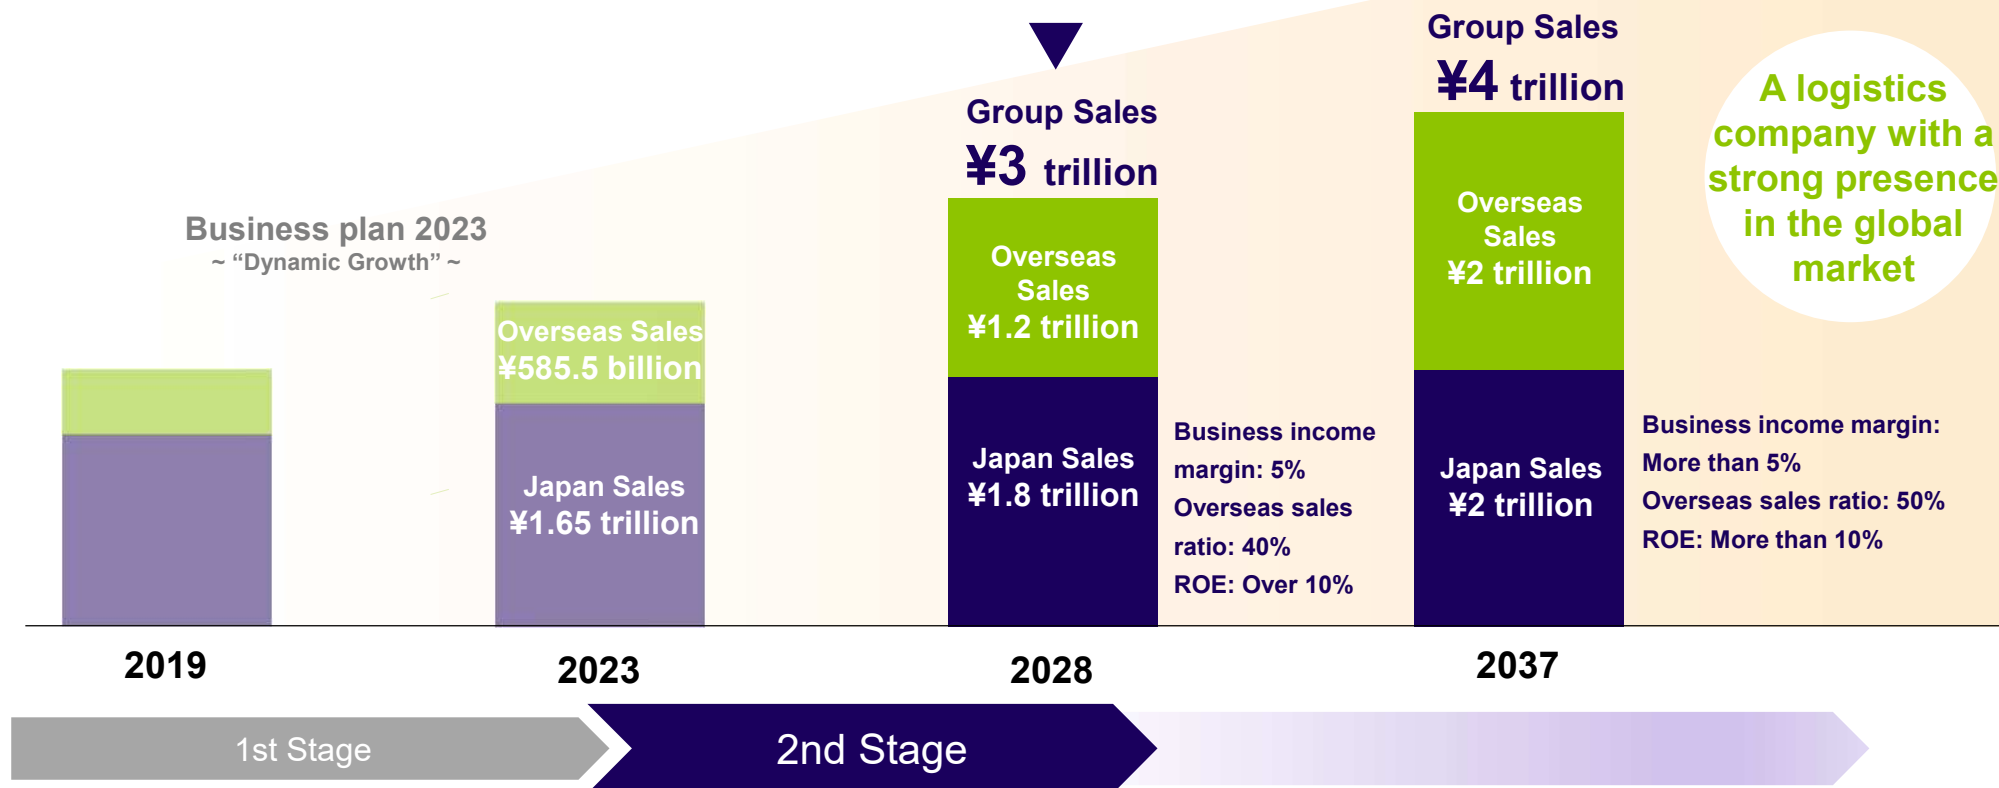 Business plan 2023
~ “Dynamic Growth” ~
Overseas Sales
¥585.5 billion
Japan Sales
¥1.65 trillion
Group Sales
¥3 trillion
Overseas
Sales
¥1.2 trillion
Japan Sales
¥1.8 trillion
Business income
margin: 5%
Overseas sales
ratio: 40%
ROE: Over 10%
Group Sales
¥4 trillion
Overseas
Sales
¥2 trillion
Japan Sales
¥2 trillion
Business income margin:
More than 5%
Overseas sales ratio: 50%
ROE: More than 10%
A logistics
company with a
strong presence
in the global
market
2019
2023
2028
2037
1st Stage
2nd Stage